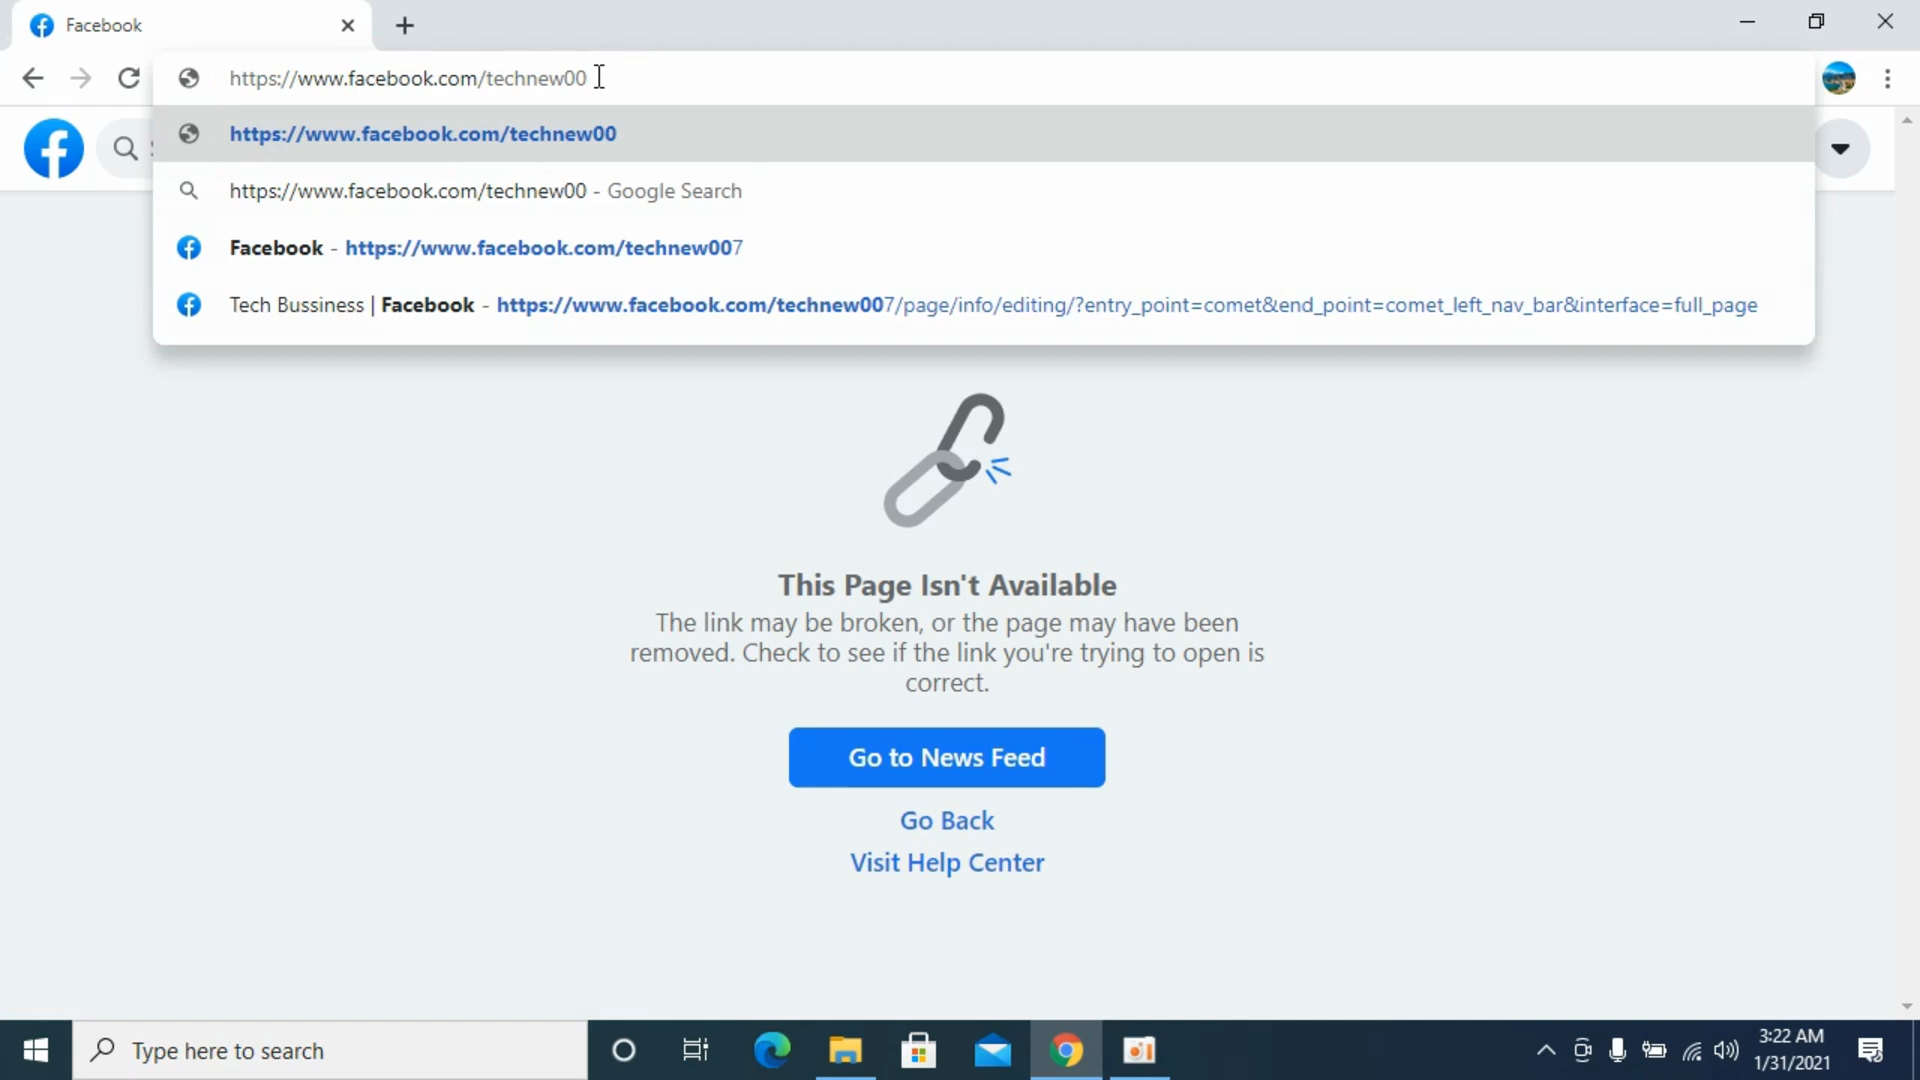 Facebook
https://www.facebook.com/technew00
https://www.facebook.com/technew00
https://www.facebook.com/technew00 - Google Search
Facebook - https://www.facebook.com/technew007
Tech Bussiness | Facebook - https://www.facebook.com/technew007/page/info/editing/?entry_point=comet&end_point=comet_left_nav_bar&interface=full_page
This Page Isn't Available
The link may be broken, or the page may have been
removed. Check to see if the link you're trying to open is
correct.
Go to News Feed
Go Back
Visit Help Center
Type here to search
3:22 AM
1/31/2021